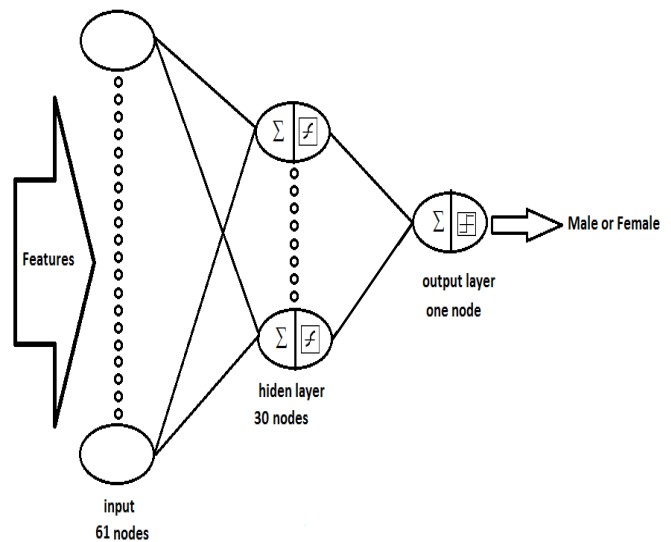 Features
input
61 nodes
Σ
f
Σ
f
hiden layer
30 nodes
Σ
output layer
one node
Male or Female